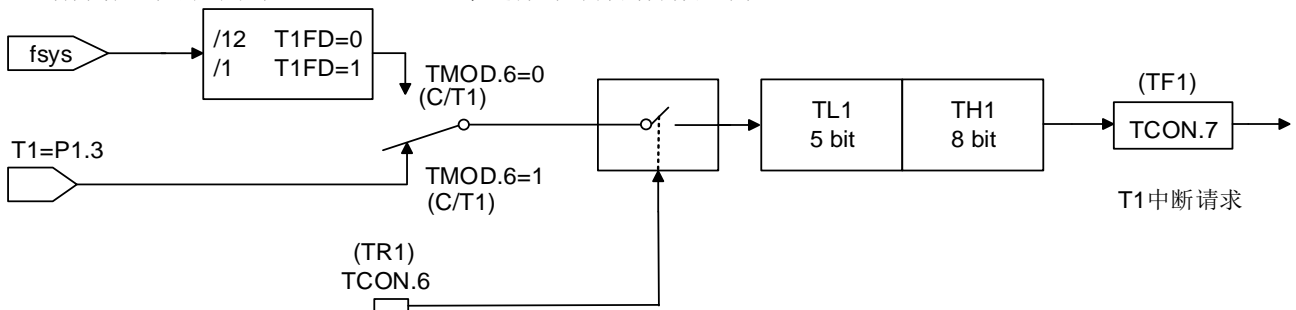 fsys
/12 T1FD=0
/1 T1FD=1
TMOD.6=0
(C/T1)
T1=P1.3
TMOD.6=1
(C/T1)
TL1
5 bit
TH1
8 bit
(TF1)
TCON.7
T1中断请求
(TR1)
TCON.6